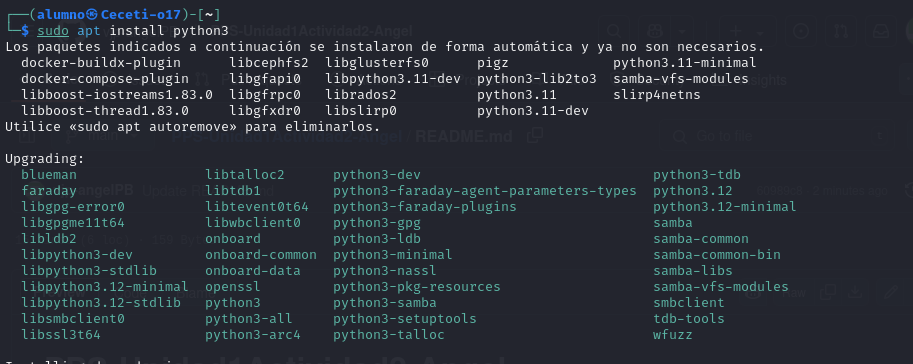 ┌──(alumno㉿Ceceti-o17)-[~]
└─$ sudo apt install python3
Los paquetes indicados a continuación se instalaron de forma automática y ya no son necesarios.
docker-buildx-plugin libcephfs2 libglusterfs0 pigz python3.11-minimal
docker-compose-plugin libgfapi0 libpython3.11-dev python3-lib2to3 samba-vfs-modules
libboost-iostreams1.83.0 libgfrpc0 librados2 python3.11 slirp4netns
libboost-thread1.83.0 libgfxdr0 libslirp0 python3.11-dev
Utilice «sudo apt autoremove» para eliminarlos.
Upgrading:
blueman libtalloc2 python3-dev python3-tdb
faraday libtdb1 python3-faraday-agent-parameters-types python3.12
libgpg-error0 libtevent0t64 python3-faraday-plugins python3.12-minimal
libgpgme11t64 libwbclient0 python3-gpg samba
libldb2 onboard python3-ldb samba-common
libpython3-dev onboard-common python3-minimal samba-common-bin
libpython3-stdlib onboard-data python3-nassl samba-libs
libpython3.12-minimal openssl python3-pkg-resources samba-vfs-modules
libpython3.12-stdlib python3 python3-samba smbclient
libsmbclient0 python3-all python3-setuptools tdb-tools
libssl3t64 python3-arc4 python3-talloc wfuzz